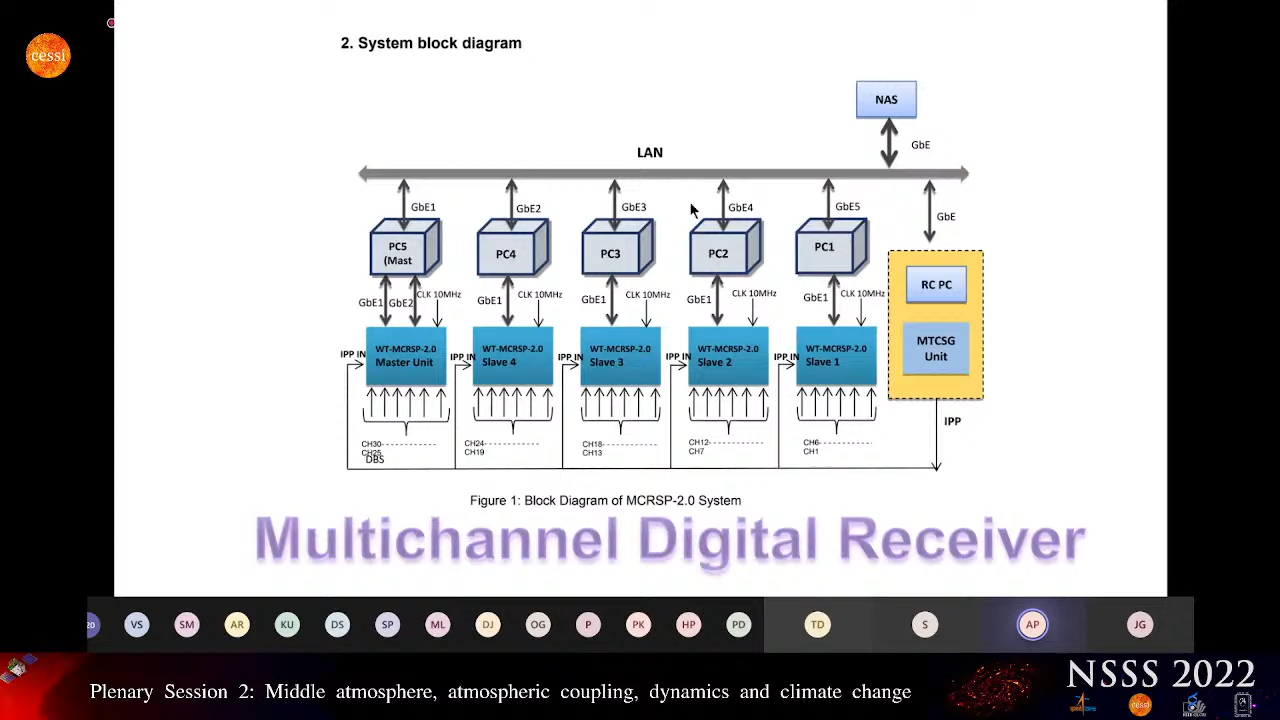 cessi
2. System block diagram
NAS
GbE
LAN
GbE1
GbE2
GbE3
GbE4
GbE5
GbE
PC5
(Mast
PC4
PC3
PC2
PC1
RC PC
GbE1 GbE2 CLK 10MHz
GbE1 CLK 10MHz
GbE1 CLK 10MHz
GbE1 CLK 10MHz
GbE1 CLK 10MHz
MTCSG
Unit
IPP IN
WT-MCRSP-2.0
Master Unit
IPP IN
WT-MCRSP-2.0
Slave 4
IPP IN
WT-MCRSP-2.0
Slave 3
IPP IN
WT-MCRSP-2.0
Slave 2
IPP IN
WT-MCRSP-2.0
Slave 1
IPP
CH30
CH25
DBS
CH24
CH19
CH18
CH13
CH12
CH7
CH6
CH1
Figure 1: Block Diagram of MCRSP-2.0 System
Multichannel Digital Receiver
20 VS SM AR KU DS SP ML DJ OG P PK HP PD TD S AP JG
NSSS 2022
Plenary Session 2: Middle atmosphere, atmospheric coupling, dynamics and climate change
cessi